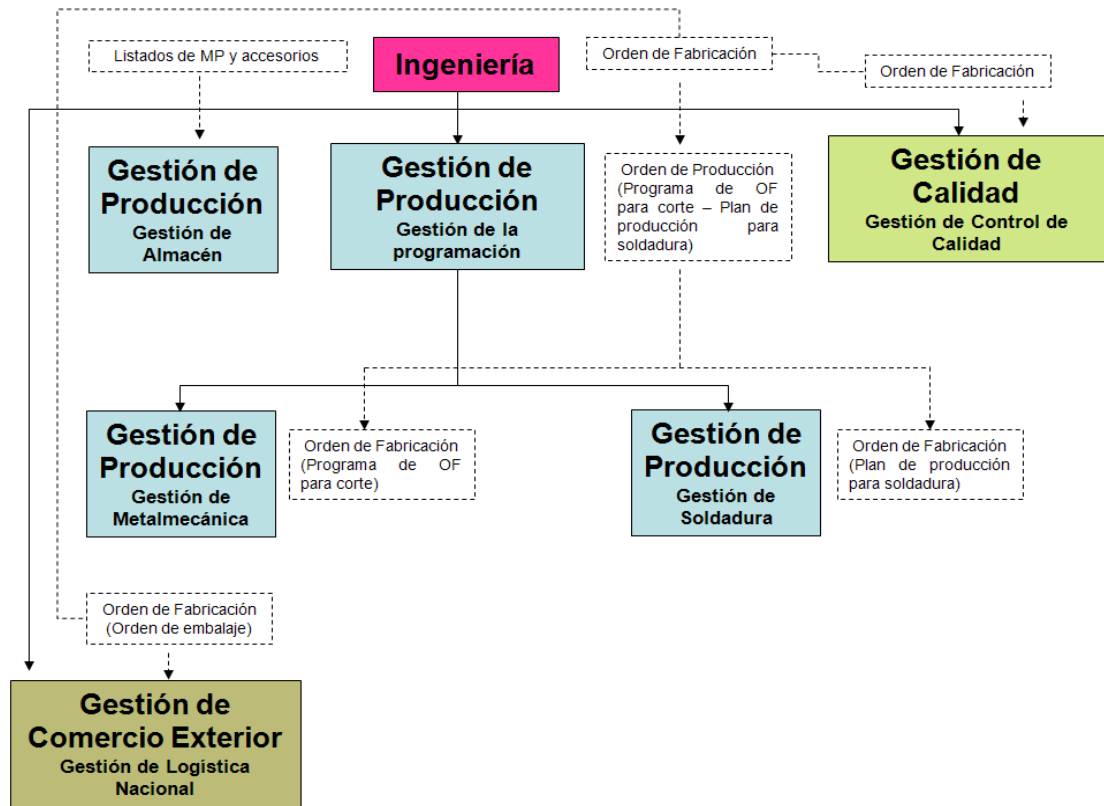 Listados de MP y accesorios
Ingeniería
Orden de Fabricación
Orden de Fabricación
Gestión de
Producción
Gestión de
Almacén
Gestión de
Producción
Gestión de la
programación
Orden de Producción
(Programa de OF
para corte – Plan de
producción para
soldadura)
Gestión de
Calidad
Gestión de Control de
Calidad
Gestión de
Producción
Gestión de
Metalmecánica
Orden de Fabricación
(Programa de OF
para corte)
Gestión de
Producción
Gestión de
Soldadura
Orden de Fabricación
(Plan de producción
para soldadura)
Orden de Fabricación
(Orden de embalaje)
Gestión de
Comercio Exterior
Gestión de Logística
Nacional